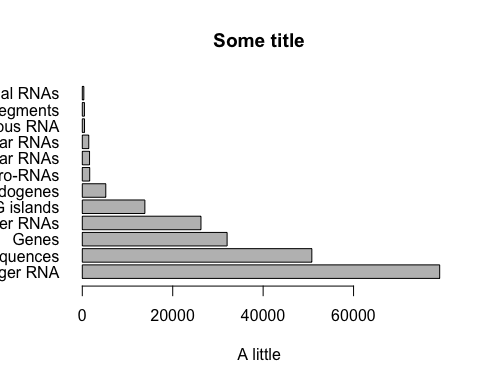 Some title
al RNAs
egments
ous RNA
ar RNAs
ar RNAs
ro-RNAs
dogenes
G islands
er RNAs
Genes
quences
ger RNA
0 20000 40000 60000
A little